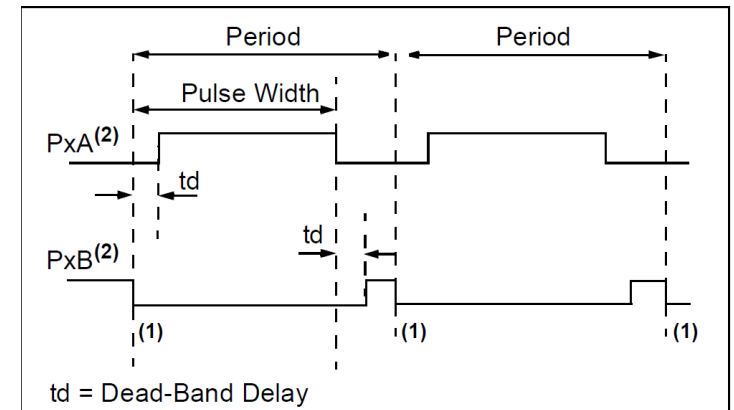 Period Period
Pulse Width
PxA(2)
td
td
PxB(2)
(1) (1) (1)
td = Dead-Band Delay